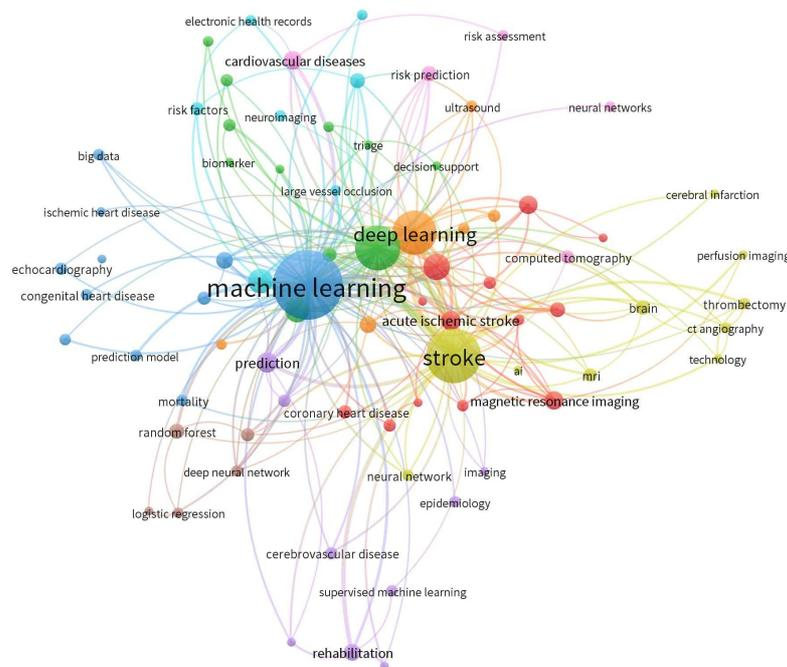 electronic health records
risk assessment
cardiovascular diseases
risk prediction
risk factors
neuroimaging
ultrasound
neural networks
triage
big data
biomarker
decision support
large vessel occlusion
cerebral infarction
ischemic heart disease
deep learning
computed tomography
perfusion imaging
echocardiography
machine learning
congenital heart disease
brain
thrombectomy
acute ischemic stroke
ct angiography
prediction model
prediction
stroke
technology
ai
mri
mortality
coronary heart disease
magnetic resonance imaging
random forest
deep neural network
neural network
imaging
logistic regression
epidemiology
cerebrovascular disease
supervised machine learning
rehabilitation